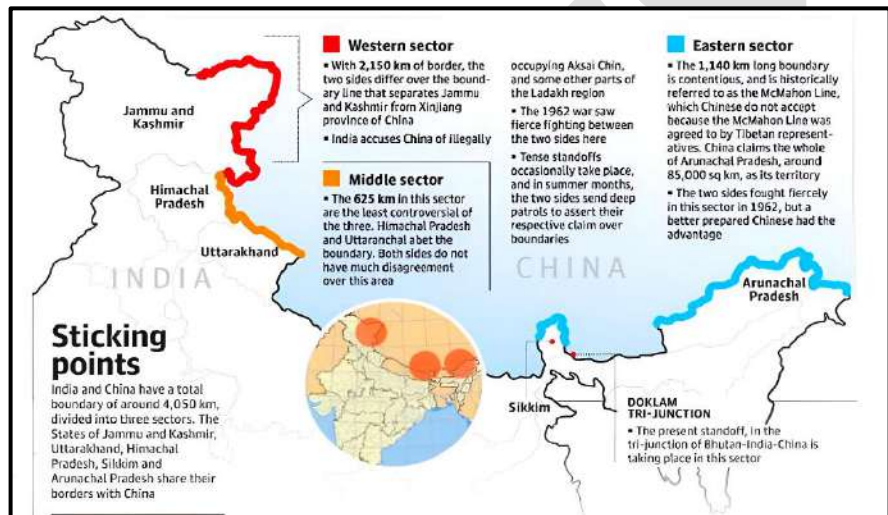 Western sector
▪ With 2,150 km of border, the
two sides differ over the bound-
ary line that separates Jammu
and Kashmir from Xinjiang
province of China
▪ India accuses China of illegally
occupying Aksai Chin,
and some other parts of
the Ladakh region
▪ The 1962 war saw
fierce fighting between
the two sides here
▪ Tense standoffs
occasionally take place,
and in summer months,
the two sides send deep
patrols to assert their
respective claim over
boundaries
Middle sector
▪ The 625 km in this sector
are the least controversial of
the three. Himachal Pradesh
and Uttaranchal abet the
boundary. Both sides do not
have much disagreement
over this area
Eastern sector
▪ The 1,140 km long boundary
is contentious, and is historically
referred to as the McMahon Line,
which Chinese do not accept
because the McMahon Line was
agreed to by Tibetan represent-
atives. China claims the whole
of Arunachal Pradesh, around
85,000 sq km, as its territory
▪ The two sides fought fiercely
in this sector in 1962, but a
better prepared Chinese had the
advantage
Jammu and
Kashmir
Himachal
Pradesh
Uttarakhand
INDIA
CHINA
Arunachal
Pradesh
Sikkim
Sticking
points
India and China have a total
boundary of around 4,050 km,
divided into three sectors. The
States of Jammu and Kashmir,
Uttarakhand, Himachal
Pradesh, Sikkim and
Arunachal Pradesh share their
borders with China
DOKLAM
TRI-JUNCTION
▪ The present standoff, in the
tri-junction of Bhutan-India-China is
taking place in this sector